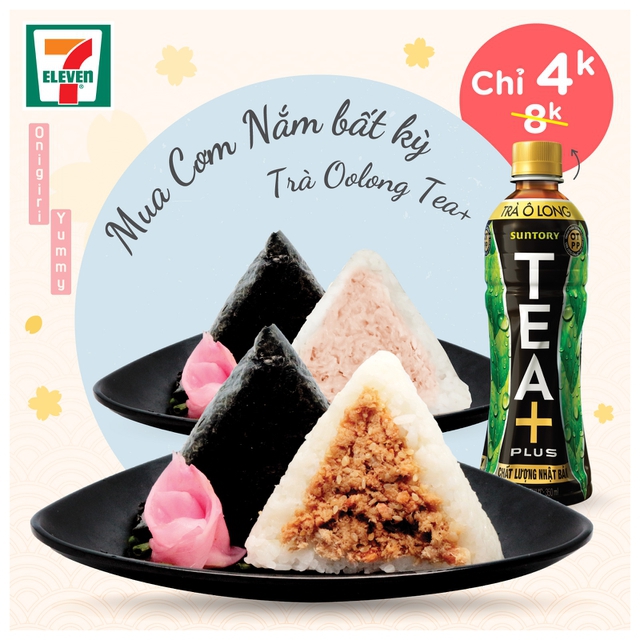 7
ELEVEN
Onigiri
Yummy
Mua Cơm Nắm bất kỳ
Trà Oolong Tea+
Chỉ 4k
8k
TRÀ Ô LONG
SUNTORY
TEA+
PLUS
CHẤT LƯỢNG NHẬT BẢN